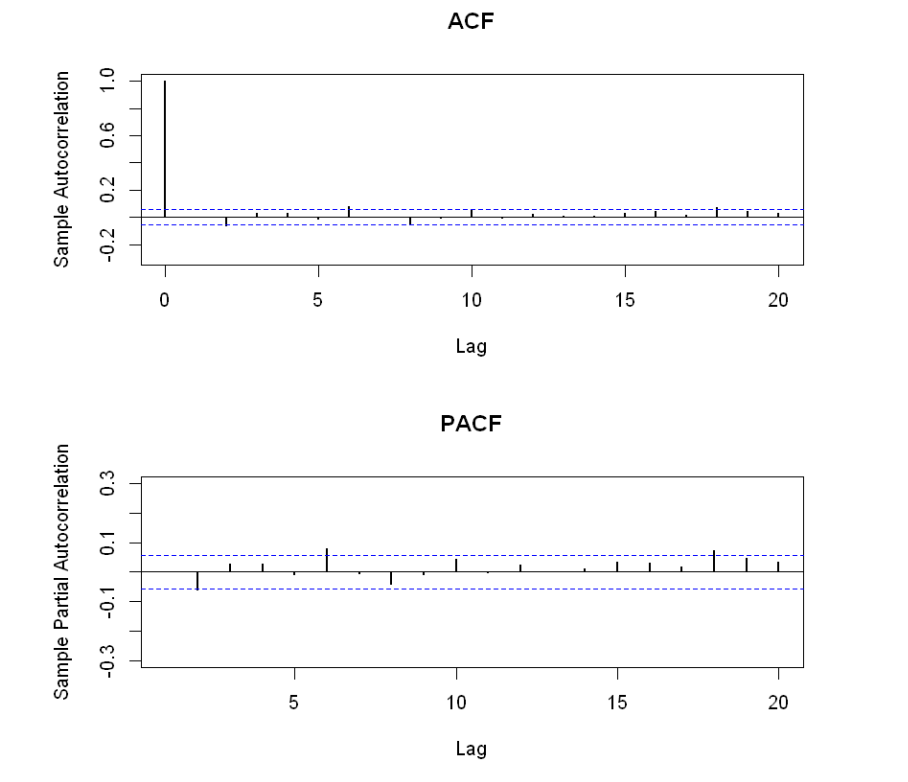 ACF
Sample Autocorrelation
1.0
0.6
0.2
-0.2
0 5 10 15 20
Lag
PACF
Sample Partial Autocorrelation
0.3
0.1
-0.1
-0.3
5 10 15 20
Lag